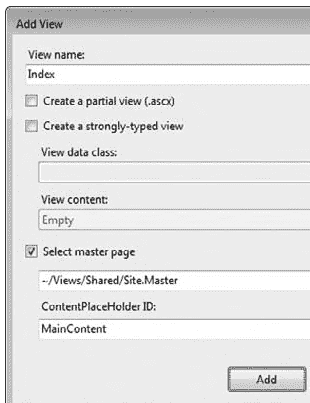 Add View
View name:
Index
Create a partial view (.ascx)
Create a strongly-typed view
View data class:
View content:
Empty
Select master page
~/Views/Shared/Site.Master
ContentPlaceHolder ID:
MainContent
Add